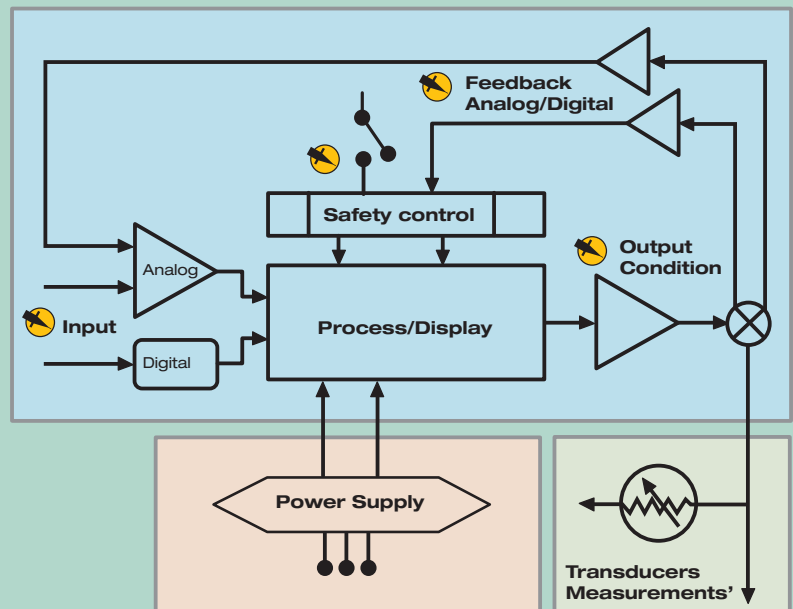 Feedback
Analog/Digital
Safety control
Output
Condition
Analog
Input
Process/Display
Digital
Power Supply
Transducers
Measurements’